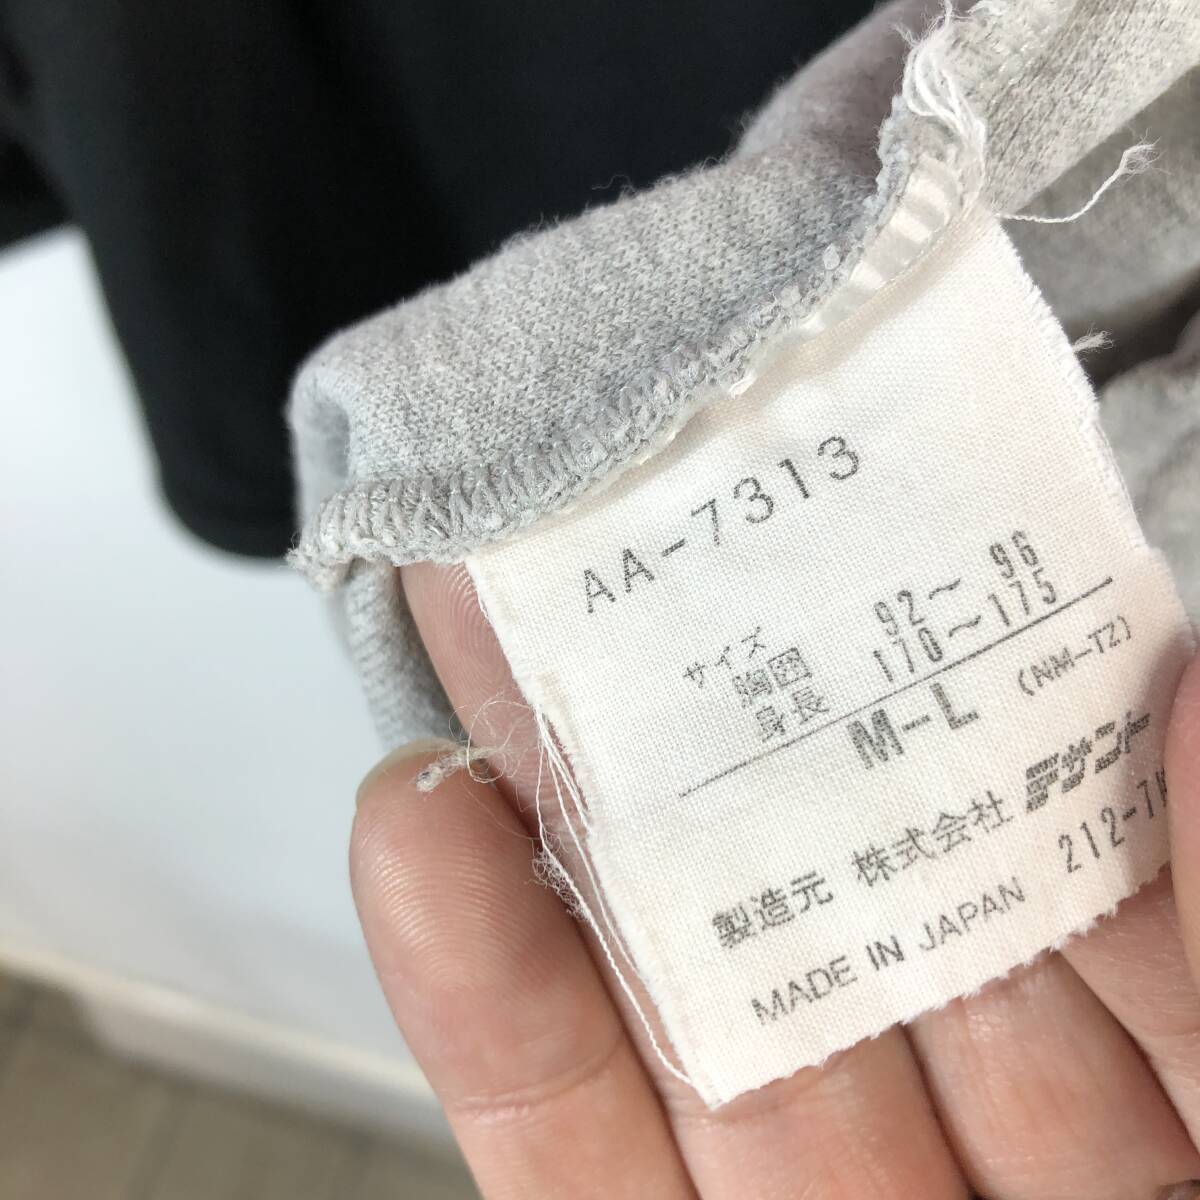 AA-7313
サイズ
胸囲 92～96
身長 170～175
M-L (NM-TZ)
製造元 株式会社 デサント
MADE IN JAPAN